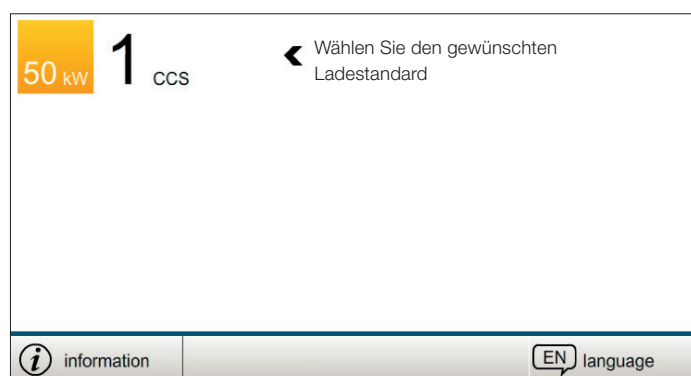 50 kW 1 CCS
Wählen Sie den gewünschten
Ladestandard
i information
EN language